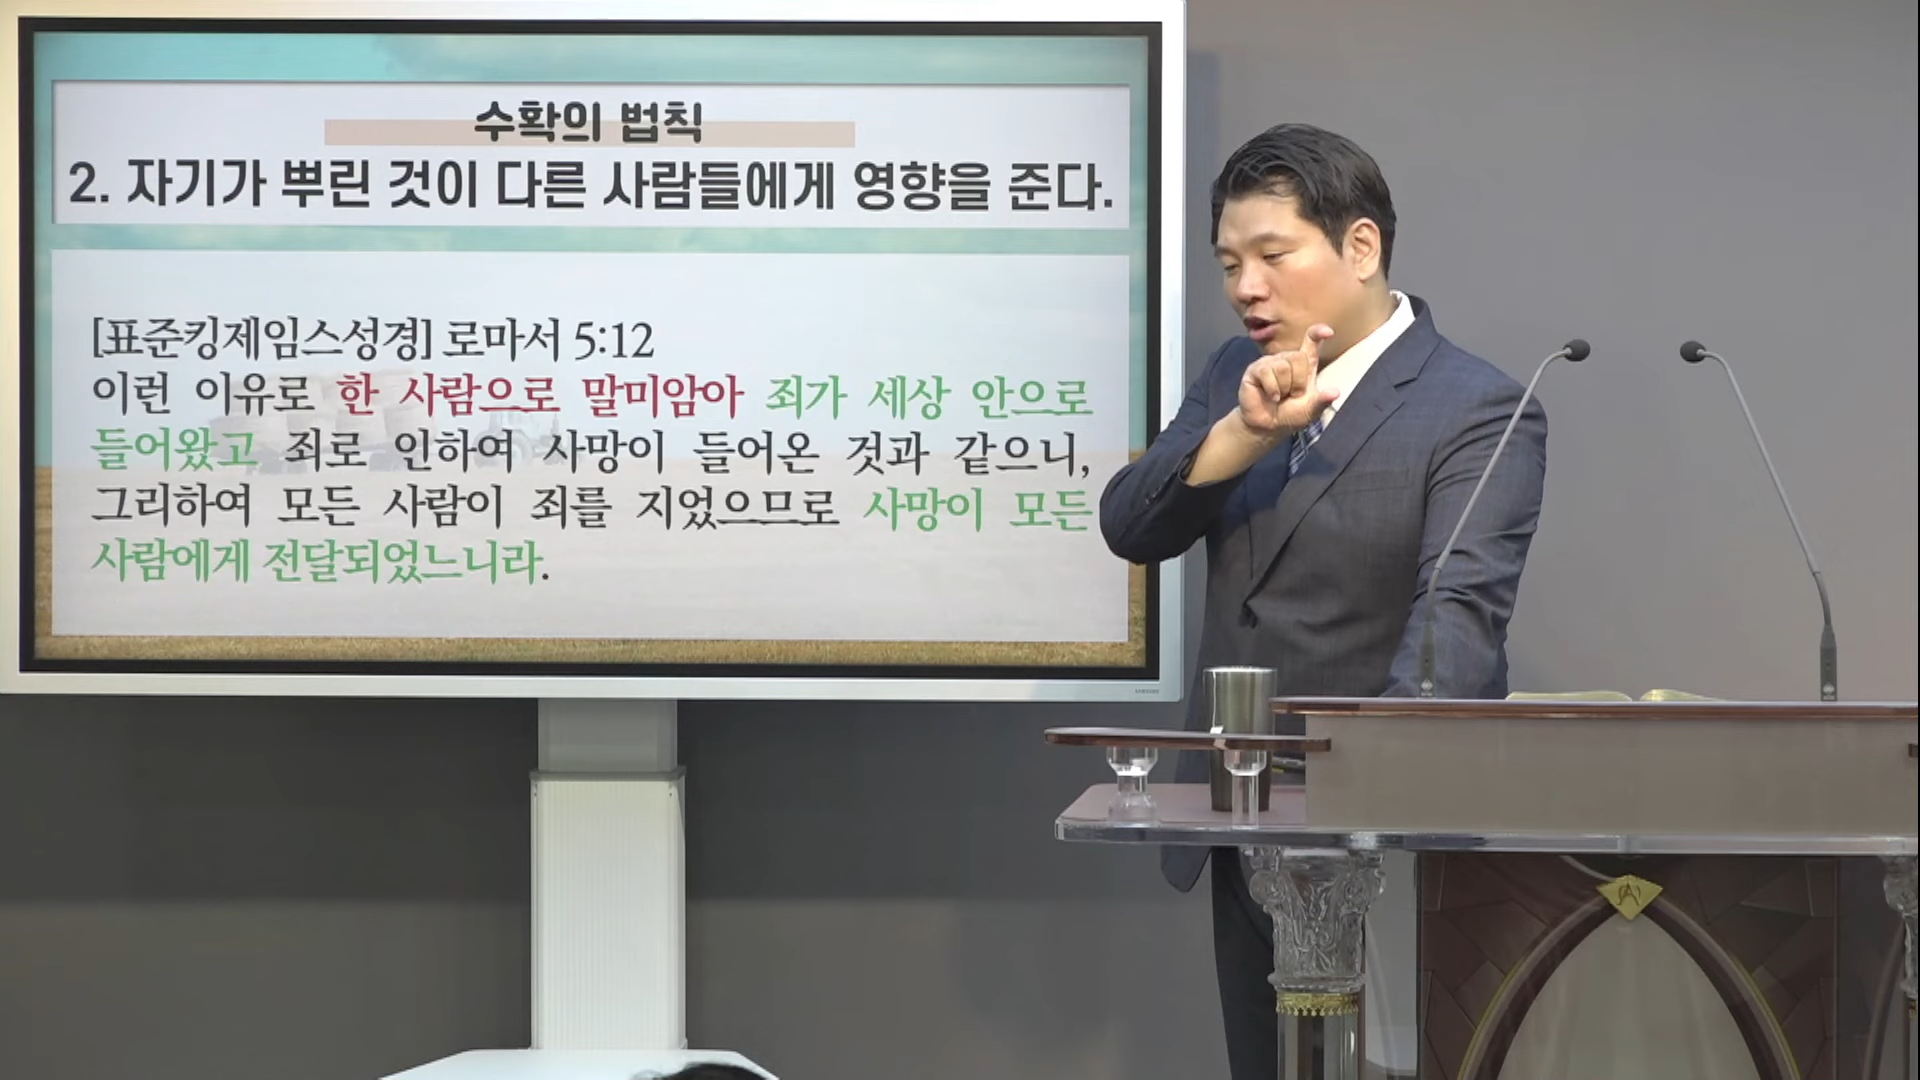 수확의 법칙
2. 자기가 뿌린 것이 다른 사람들에게 영향을 준다.
[표준킹제임스성경] 로마서 5:12
이런 이유로 한 사람으로 말미암아 죄가 세상 안으로
들어왔고 죄로 인하여 사망이 들어온 것과 같으니,
그리하여 모든 사람이 죄를 지었으므로 사망이 모든
사람에게 전달되었느니라.
SAMSUNG